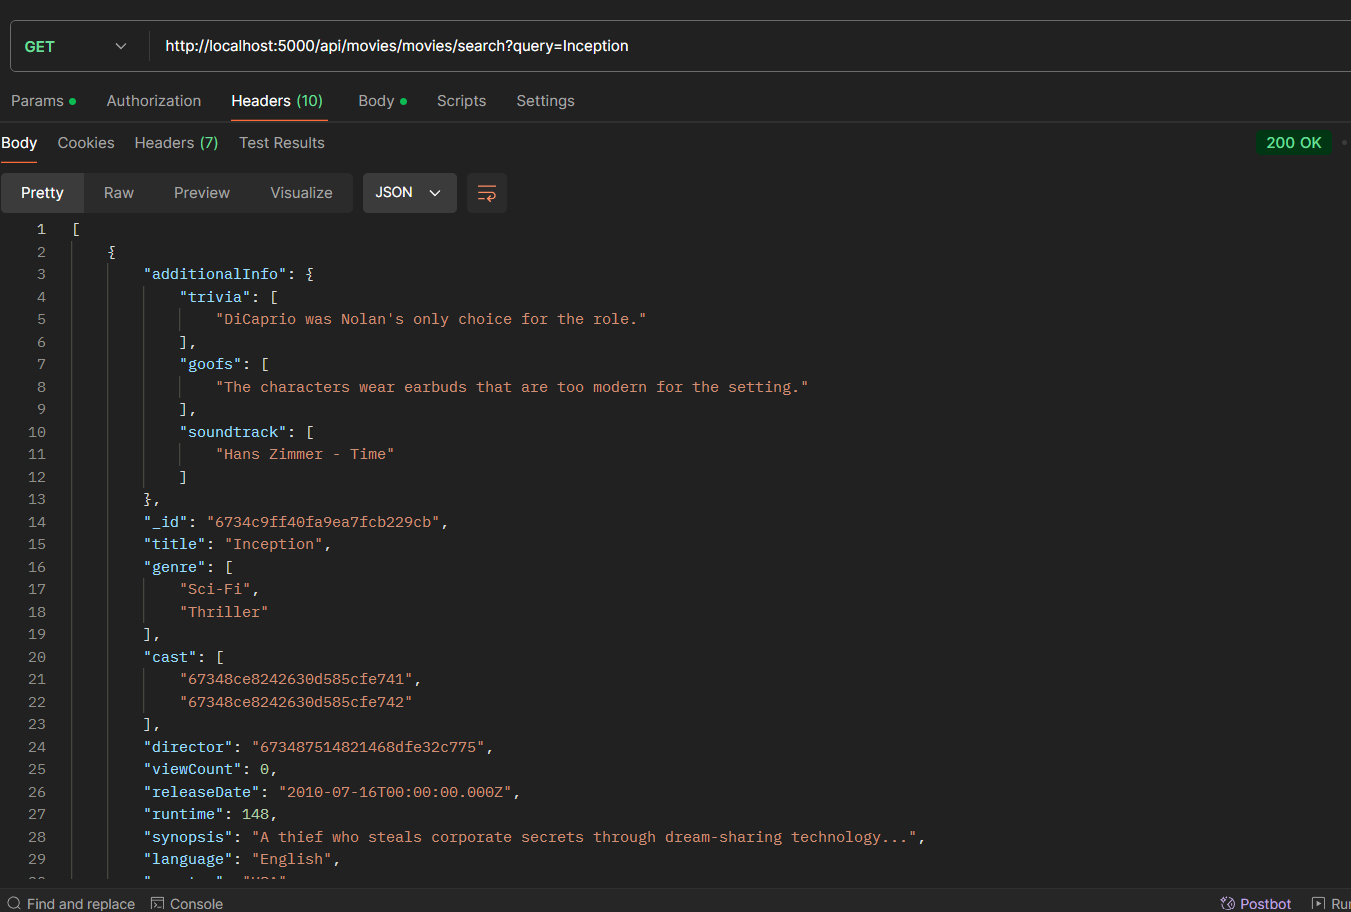 GET http://localhost:5000/api/movies/movies/search?query=Inception
Params Authorization Headers (10) Body Scripts Settings
Body Cookies Headers (7) Test Results 200 OK
Pretty Raw Preview Visualize JSON
1 [
2 {
3 "additionalInfo": {
4 "trivia": [
5 "DiCaprio was Nolan's only choice for the role."
6 ],
7 "goofs": [
8 "The characters wear earbuds that are too modern for the setting."
9 ],
10 "soundtrack": [
11 "Hans Zimmer - Time"
12 ]
13 },
14 "_id": "6734c9ff40fa9ea7fcb229cb",
15 "title": "Inception",
16 "genre": [
17 "Sci-Fi",
18 "Thriller"
19 ],
20 "cast": [
21 "67348ce8242630d585cfe741",
22 "67348ce8242630d585cfe742"
23 ],
24 "director": "673487514821468dfe32c775",
25 "viewCount": 0,
26 "releaseDate": "2010-07-16T00:00:00.000Z",
27 "runtime": 148,
28 "synopsis": "A thief who steals corporate secrets through dream-sharing technology...",
29 "language": "English",
Find and replace Console Postbot Ru